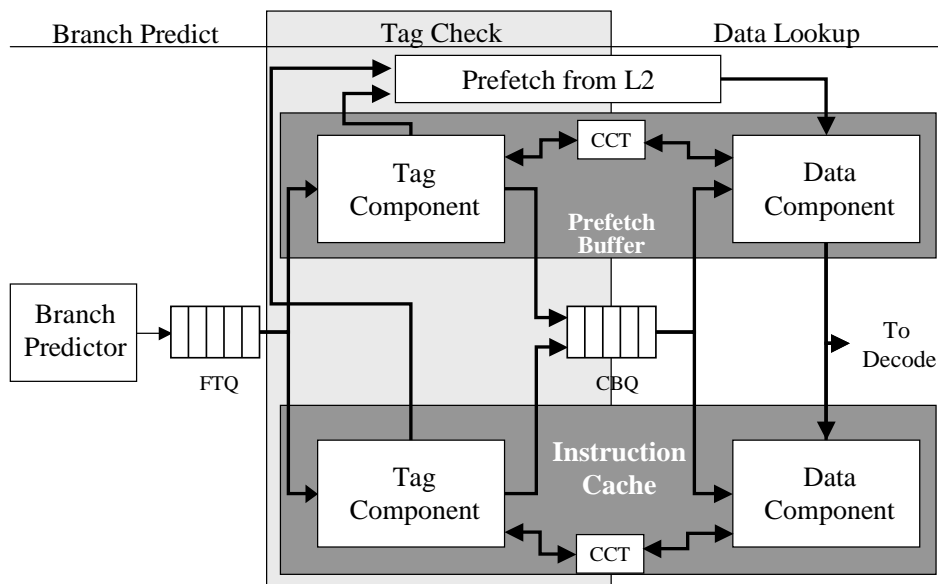 Branch Predict
Tag Check
Data Lookup
Prefetch from L2
CCT
Tag
Component
Data
Component
Prefetch
Buffer
Branch
Predictor
FTQ
CBQ
To
Decode
Tag
Component
Instruction
Cache
Data
Component
CCT